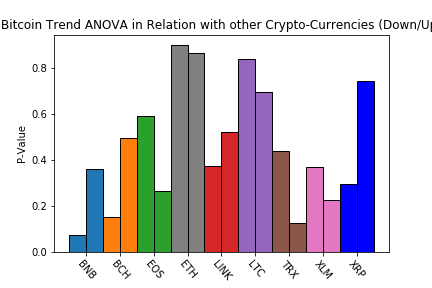 Bitcoin Trend ANOVA in Relation with other Crypto-Currencies (Down/Up
P-Value
0.8
0.6
0.4
0.2
0.0
BNB
BCH
EOS
ETH
LINK
LTC
TRX
XLM
XRP